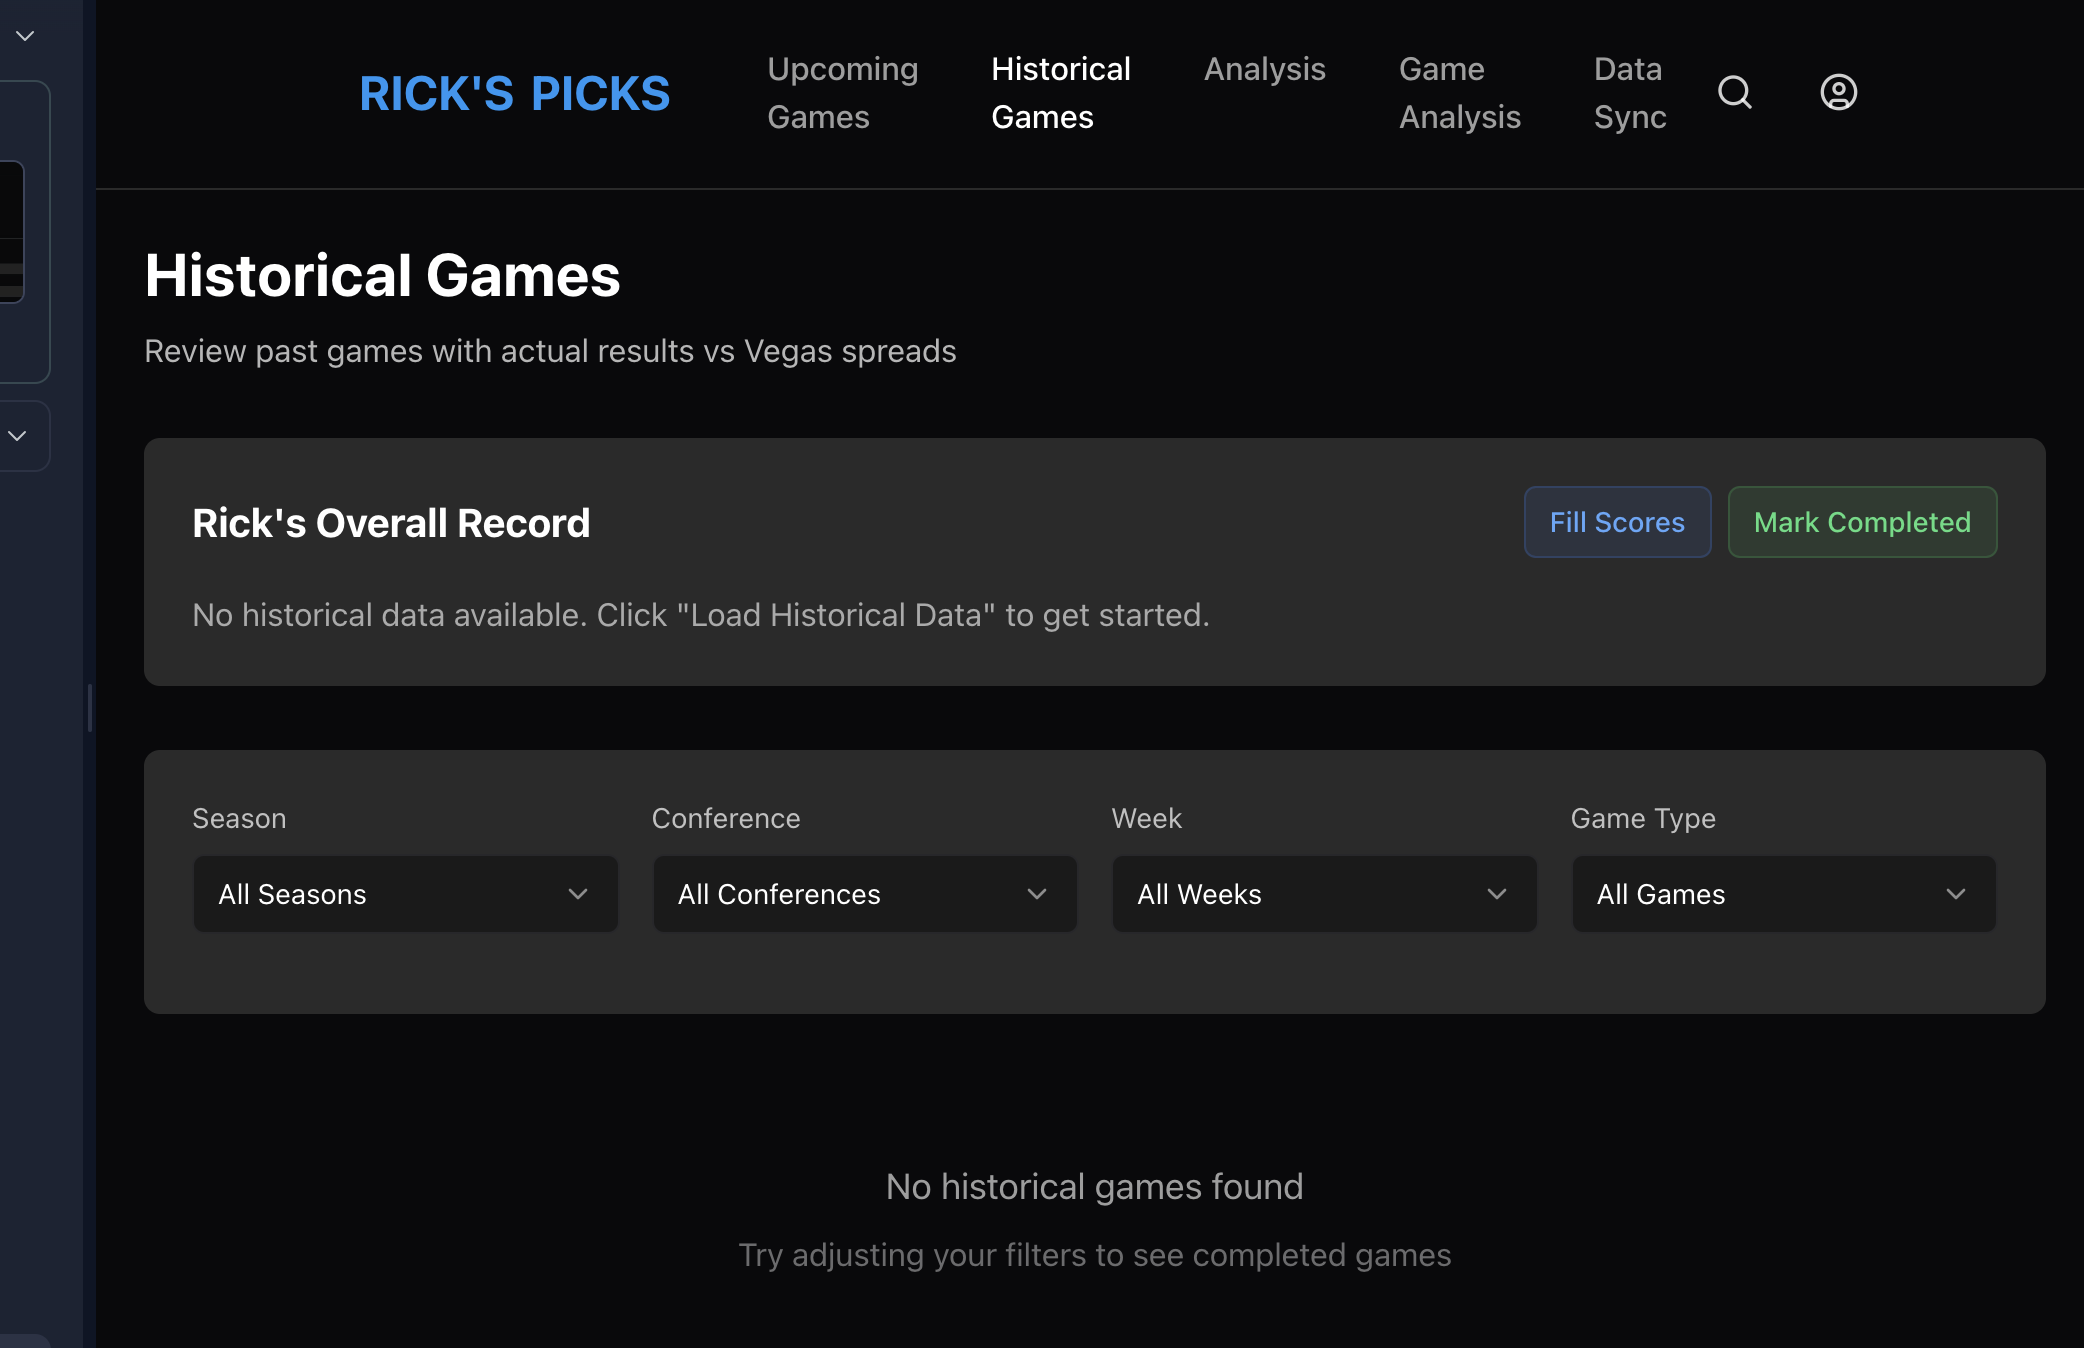 RICK'S PICKS
Upcoming
Games
Historical
Games
Analysis
Game
Analysis
Data
Sync
Historical Games
Review past games with actual results vs Vegas spreads
Rick's Overall Record
Fill Scores
Mark Completed
No historical data available. Click "Load Historical Data" to get started.
Season
Conference
Week
Game Type
All Seasons
All Conferences
All Weeks
All Games
No historical games found
Try adjusting your filters to see completed games